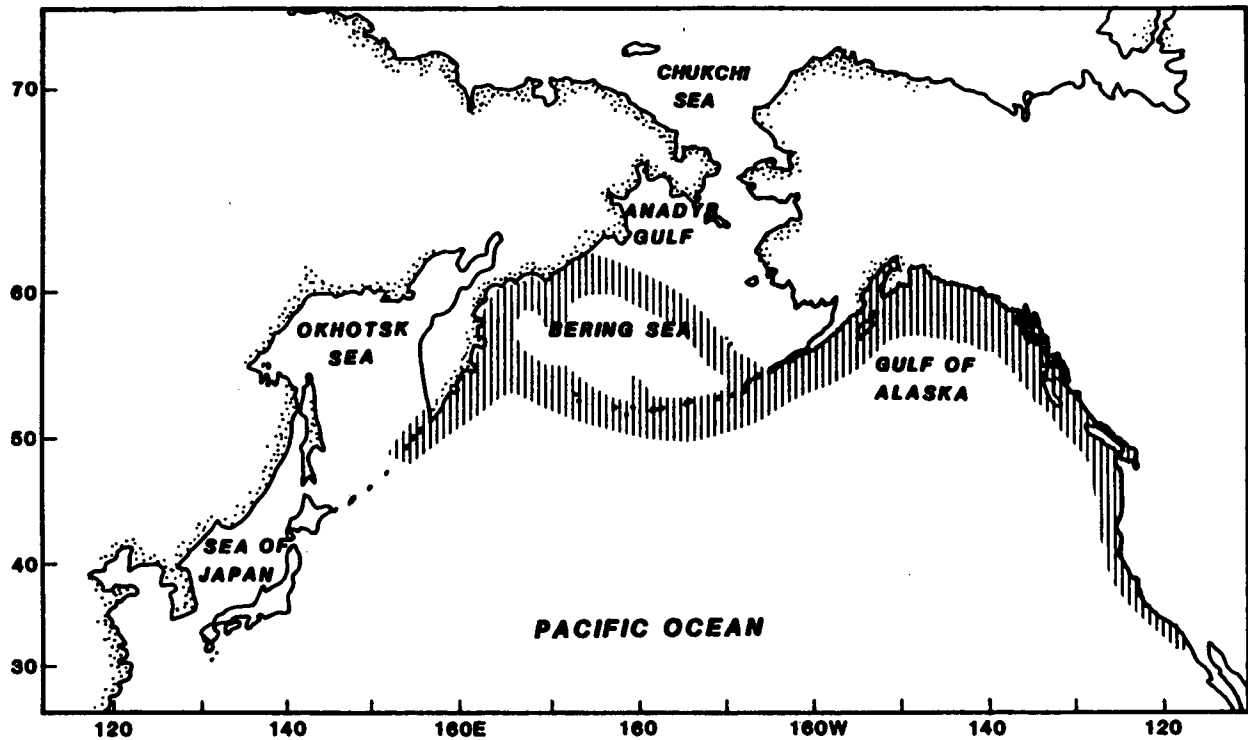 CHUKCHI
SEA
70
ANADYR
GULF
60
OKHOTSK
SEA
BERING SEA
GULF OF
ALASKA
50
SEA OF
JAPAN
40
PACIFIC OCEAN
30
120 140 160E 160 160W 140 120